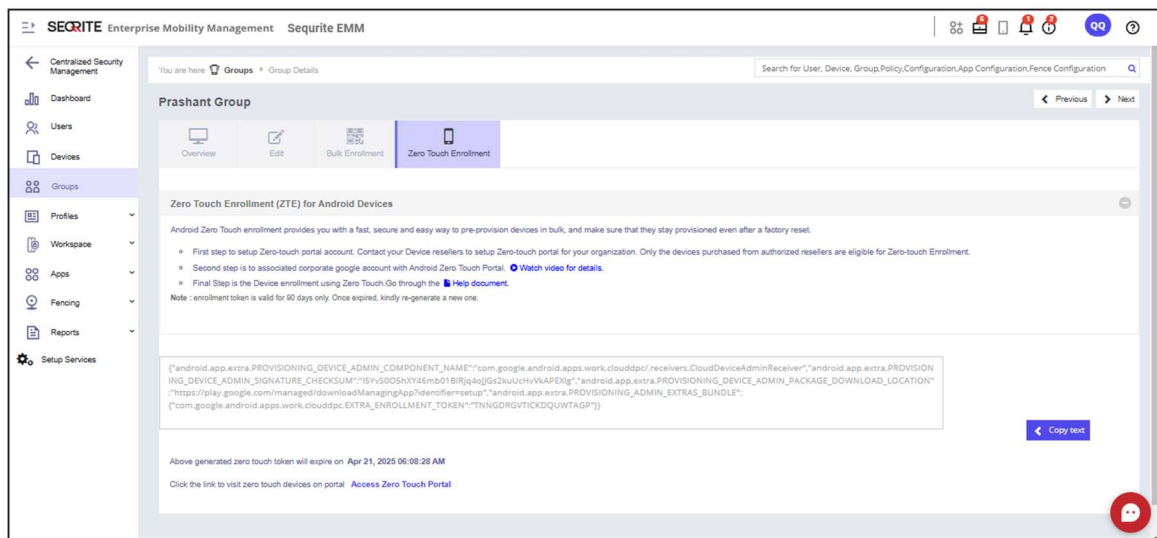 SEQRITE Enterprise Mobility Management Seqrite EMM
6 1 2 QQ
Centralized Security Management
Dashboard
Users
Devices
Groups
Profiles
Workspace
Apps
Fencing
Reports
Setup Services
You are here Groups Group Details
Search for User, Device, Group,Policy,Configuration,App Configuration,Fence Configuration
Prashant Group
Previous Next
Overview Edit Bulk Enrollment Zero Touch Enrollment
Zero Touch Enrollment (ZTE) for Android Devices
Android Zero Touch enrollment provides you with a fast, secure and easy way to pre-provision devices in bulk, and make sure that they stay provisioned even after a factory reset.
First step to setup Zero-touch portal account. Contact your Device resellers to setup Zero-touch portal for your organization. Only the devices purchased from authorized resellers are eligible for Zero-touch Enrollment.
Second step is to associated corporate google account with Android Zero Touch Portal. Watch video for details.
Final Step is the Device enrollment using Zero Touch.Go through the Help document.
Note : enrollment token is valid for 90 days only. Once expired, kindly re-generate a new one.
{"android.app.extra.PROVISIONING_DEVICE_ADMIN_COMPONENT_NAME":"com.google.android.apps.work.clouddpc/.receivers.CloudDeviceAdminReceiver","android.app.extra.PROVISION
ING_DEVICE_ADMIN_SIGNATURE_CHECKSUM":"I5YvS0O5hXY46mb01BlRjq4oJJGs2kuUcHvVkAPEXlg","android.app.extra.PROVISIONING_DEVICE_ADMIN_PACKAGE_DOWNLOAD_LOCATION"
:"https://play.google.com/managed/downloadManagingApp?identifier=setup","android.app.extra.PROVISIONING_ADMIN_EXTRAS_BUNDLE":
{"com.google.android.apps.work.clouddpc.EXTRA_ENROLLMENT_TOKEN":"TNNGDRGVTICKDQUWTAGP"}}
Copy text
Above generated zero touch token will expire on Apr 21, 2025 06:08:28 AM
Click the link to visit zero touch devices on portal Access Zero Touch Portal